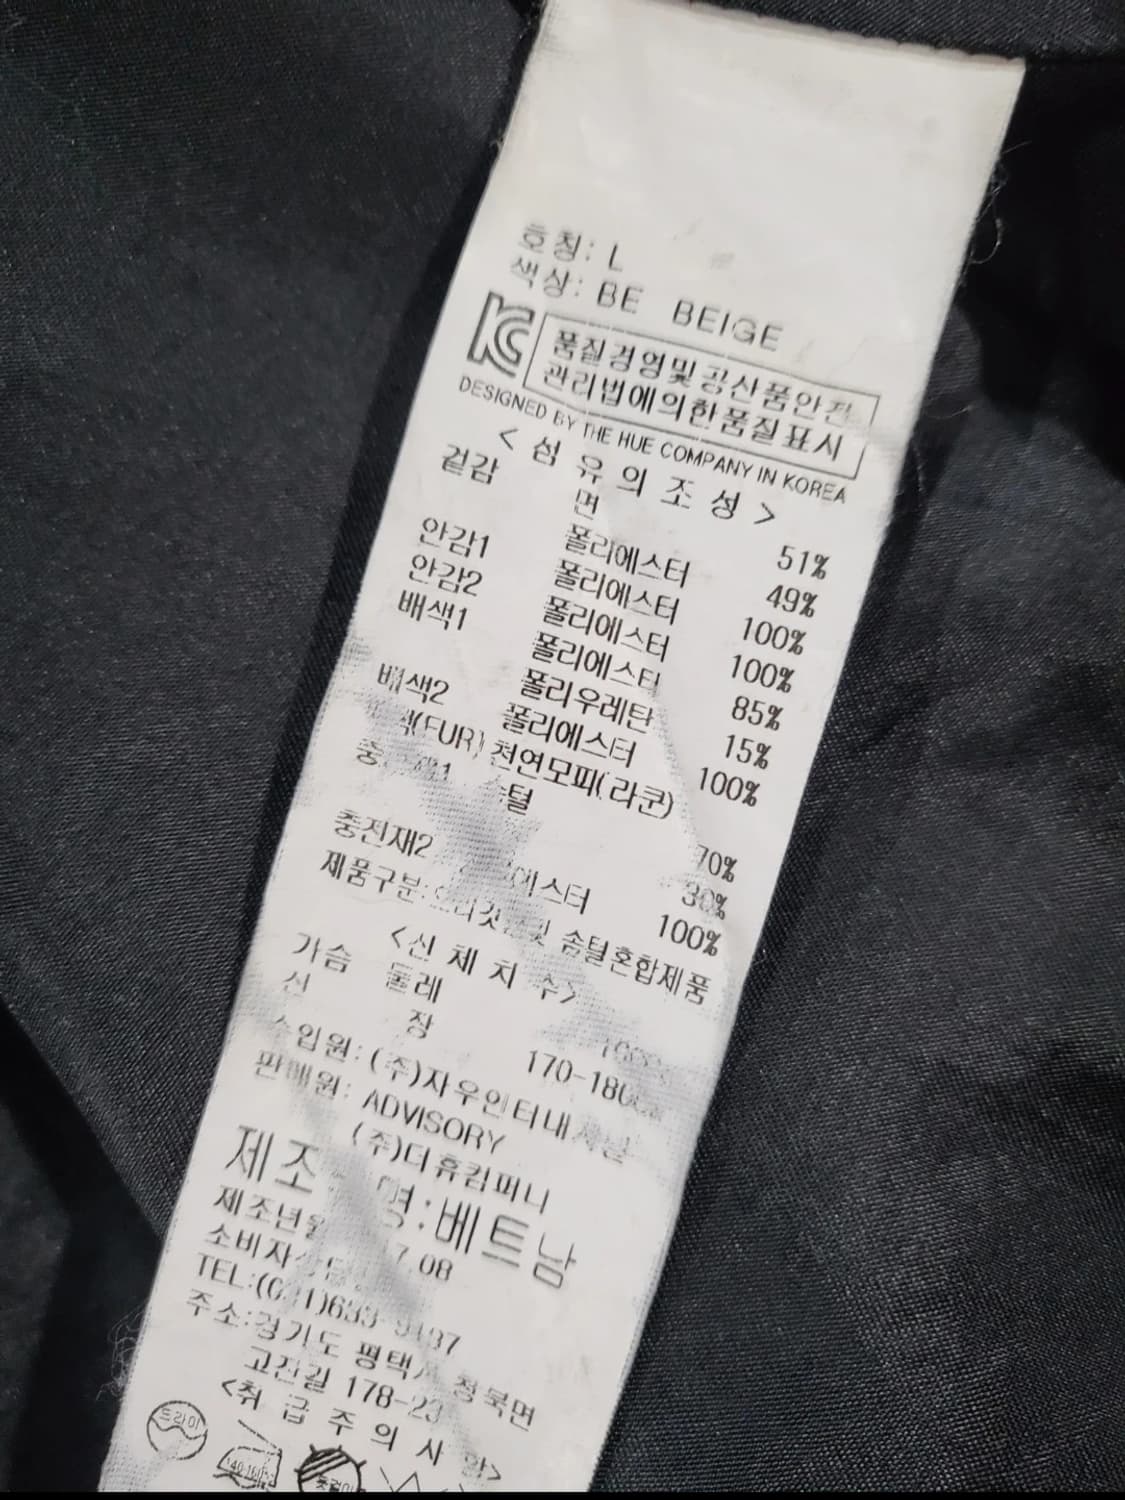 호칭: L
색상: BE BEIGE
품질경영및공산품안전
관리법에의한품질표시
DESIGNED BY THE HUE COMPANY IN KOREA
<섬유의조성>
겉감 면 51%
폴리에스터 49%
안감1 폴리에스터 100%
안감2 폴리에스터 100%
배색1 폴리에스터 85%
폴리우레탄 15%
배색2 폴리에스터 100%
(FUR) 천연모피(라쿤)
70%
30%
충전재2 100%
제품구분: 솜털혼합제품
<신체치수>
가슴둘레
신장 170-180
(주)자우인터내셔날
판매원: ADVISORY
(주)더휴컴퍼니
제조 :베트남
제조년월 08
소비자
TEL:
주소:경기도 평택시 청북면
고잔길 178-23
<취급주의사항>
드라이